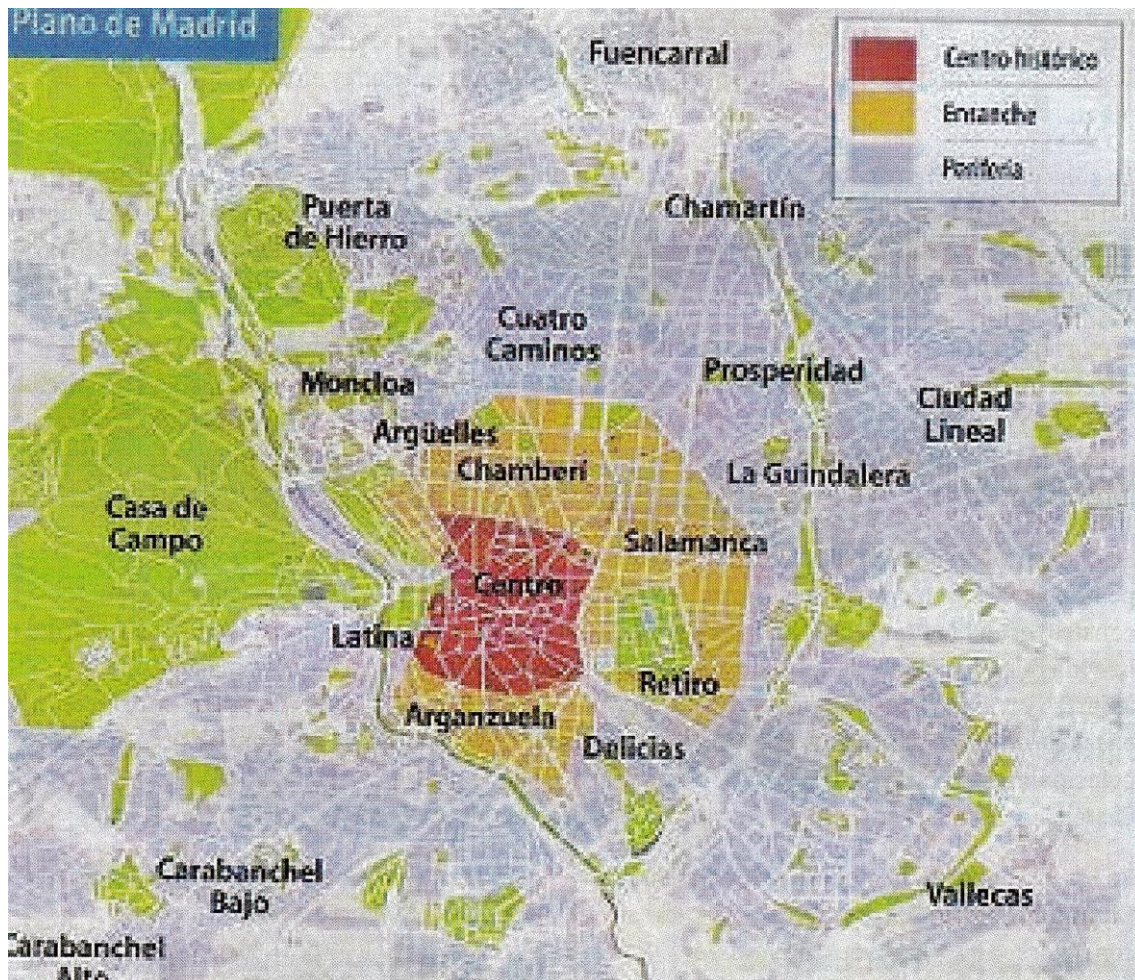 Plano de Madrid
Centro histórico
Ensanche
Periferia
Fuencarral
Chamartín
Puerta
de Hierro
Cuatro
Caminos
Prosperidad
Moncloa
Ciudad
Lineal
Argüelles
Chamberí
La Guindalera
Casa de
Campo
Salamanca
Centro
Latina
Retiro
Arganzuela
Delicias
Carabanchel
Bajo
Vallecas
Carabanchel
Alto